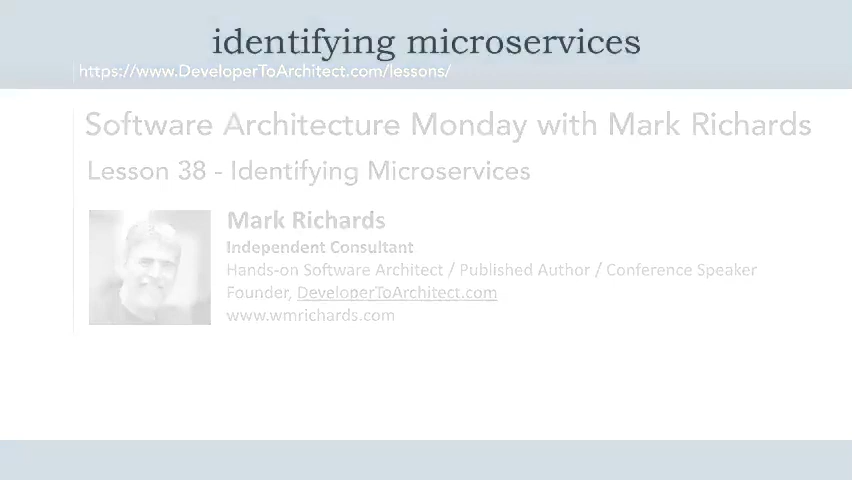 identifying microservices
https://www.DeveloperToArchitect.com/lessons/
Software Architecture Monday with Mark Richards
Lesson 38 - Identifying Microservices
Mark Richards
Independent Consultant
Hands-on Software Architect / Published Author / Conference Speaker
Founder, DeveloperToArchitect.com
www.wmrichards.com